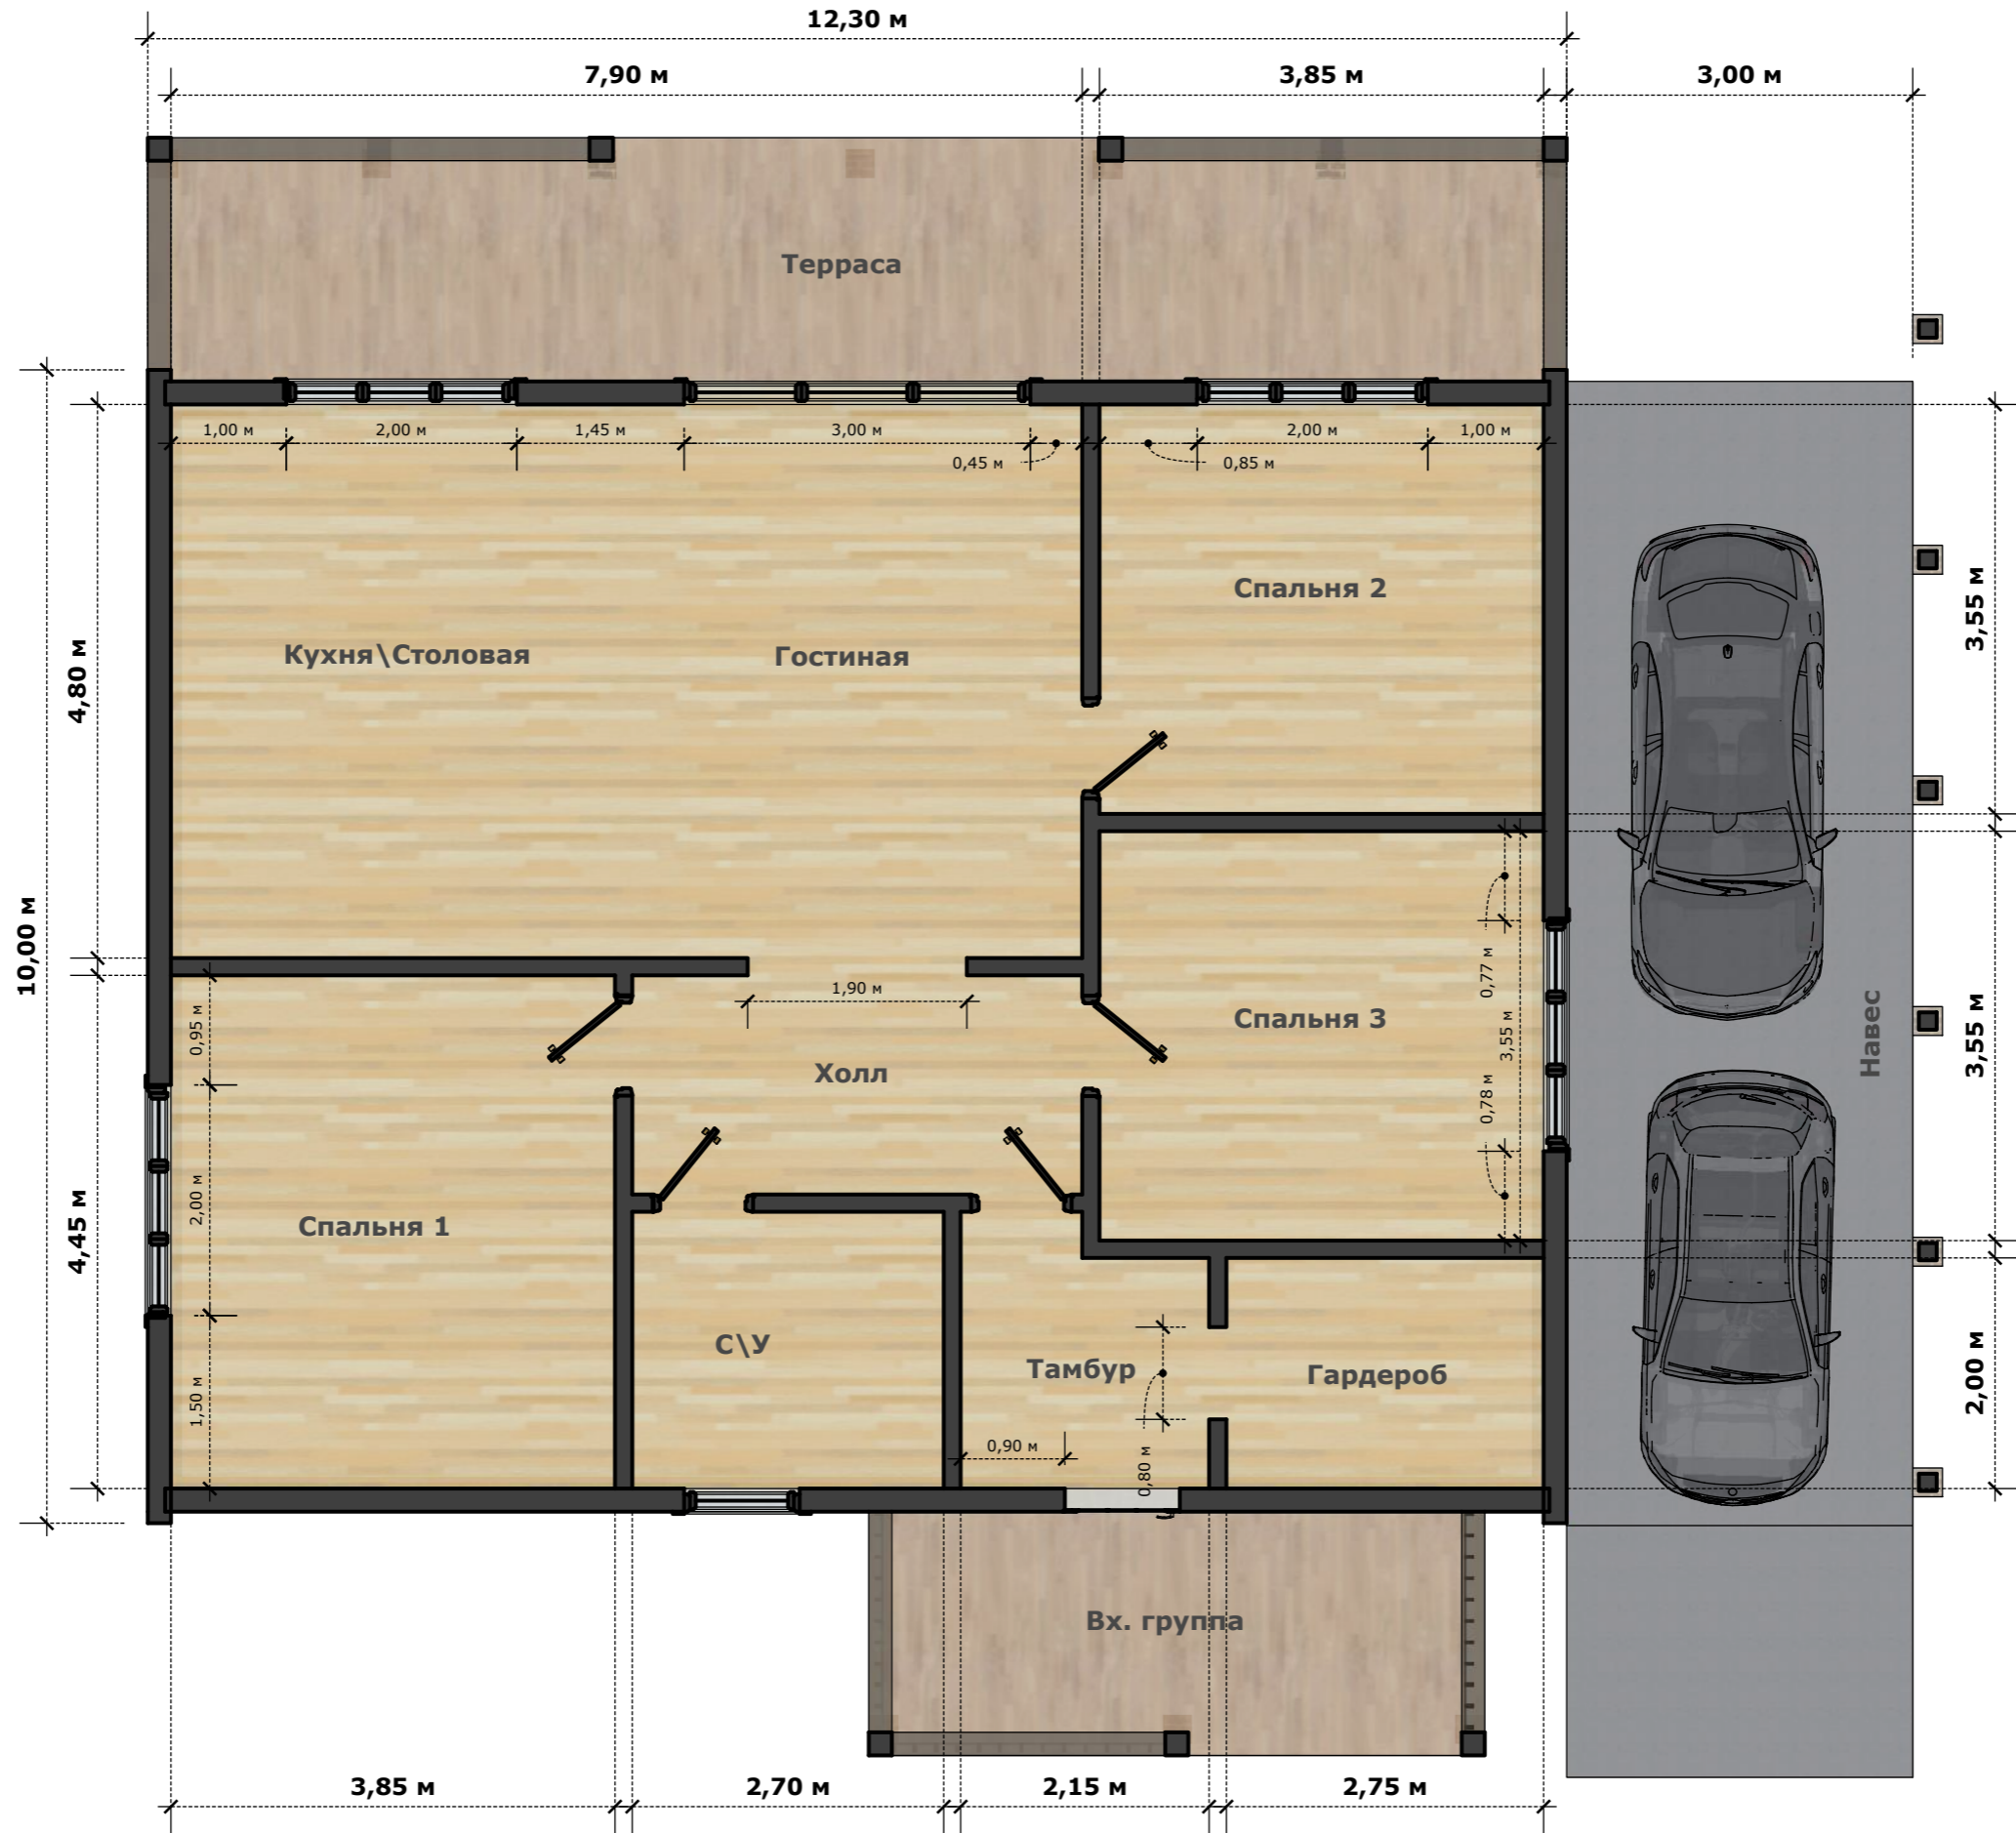 12,30 м
7,90 м
3,85 м
3,00 м
Терраса
1,00 м
2,00 м
1,45 м
3,00 м
2,00 м
1,00 м
0,45 м
0,85 м
Спальня 2
3,55 м
Кухня\Столовая
Гостиная
4,80 м
10,00 м
0,77 м
1,90 м
Спальня 3
0,95 м
3,55 м
3,55 м
Навес
Холл
0,78 м
2,00 м
4,45 м
Спальня 1
С\У
Тамбур
Гардероб
2,00 м
1,50 м
0,90 м
0,80 м
Вх. группа
3,85 м
2,70 м
2,15 м
2,75 м